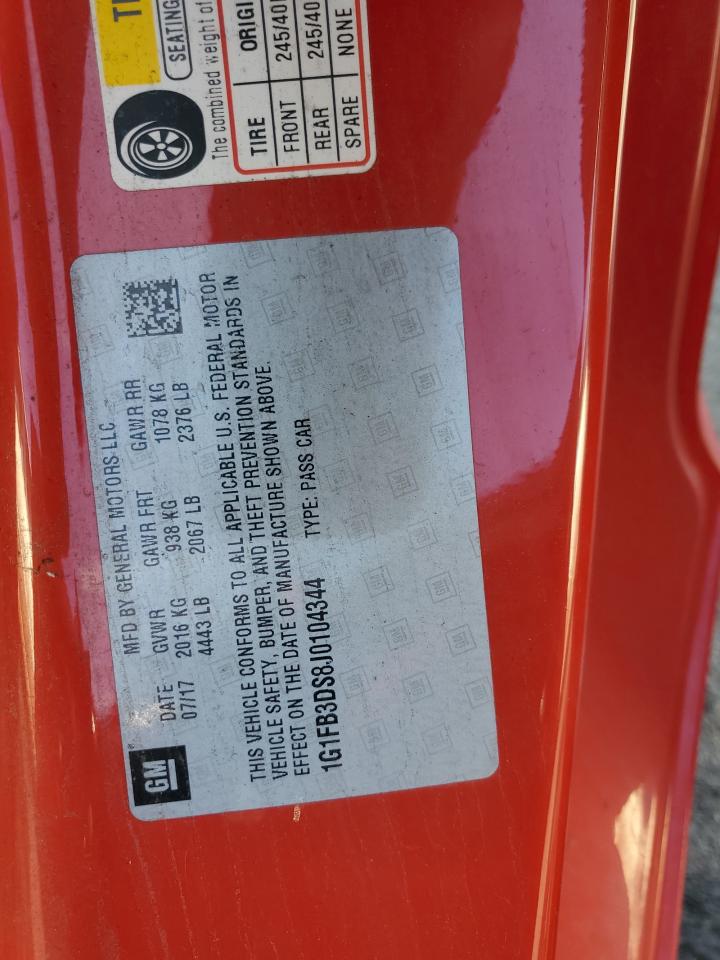 GM
MFD BY GENERAL MOTORS LLC
DATE GVWR GAWR FRT GAWR RR
07/17 2016 KG 938 KG 1078 KG
4443 LB 2067 LB 2376 LB
THIS VEHICLE CONFORMS TO ALL APPLICABLE U.S. FEDERAL MOTOR
VEHICLE SAFETY, BUMPER, AND THEFT PREVENTION STANDARDS IN
EFFECT ON THE DATE OF MANUFACTURE SHOWN ABOVE.
1G1FB3DS8J0104344 TYPE: PASS CAR
SEATING
The combined weight of
TIRE
FRONT 245/40
REAR 245/40
SPARE NONE